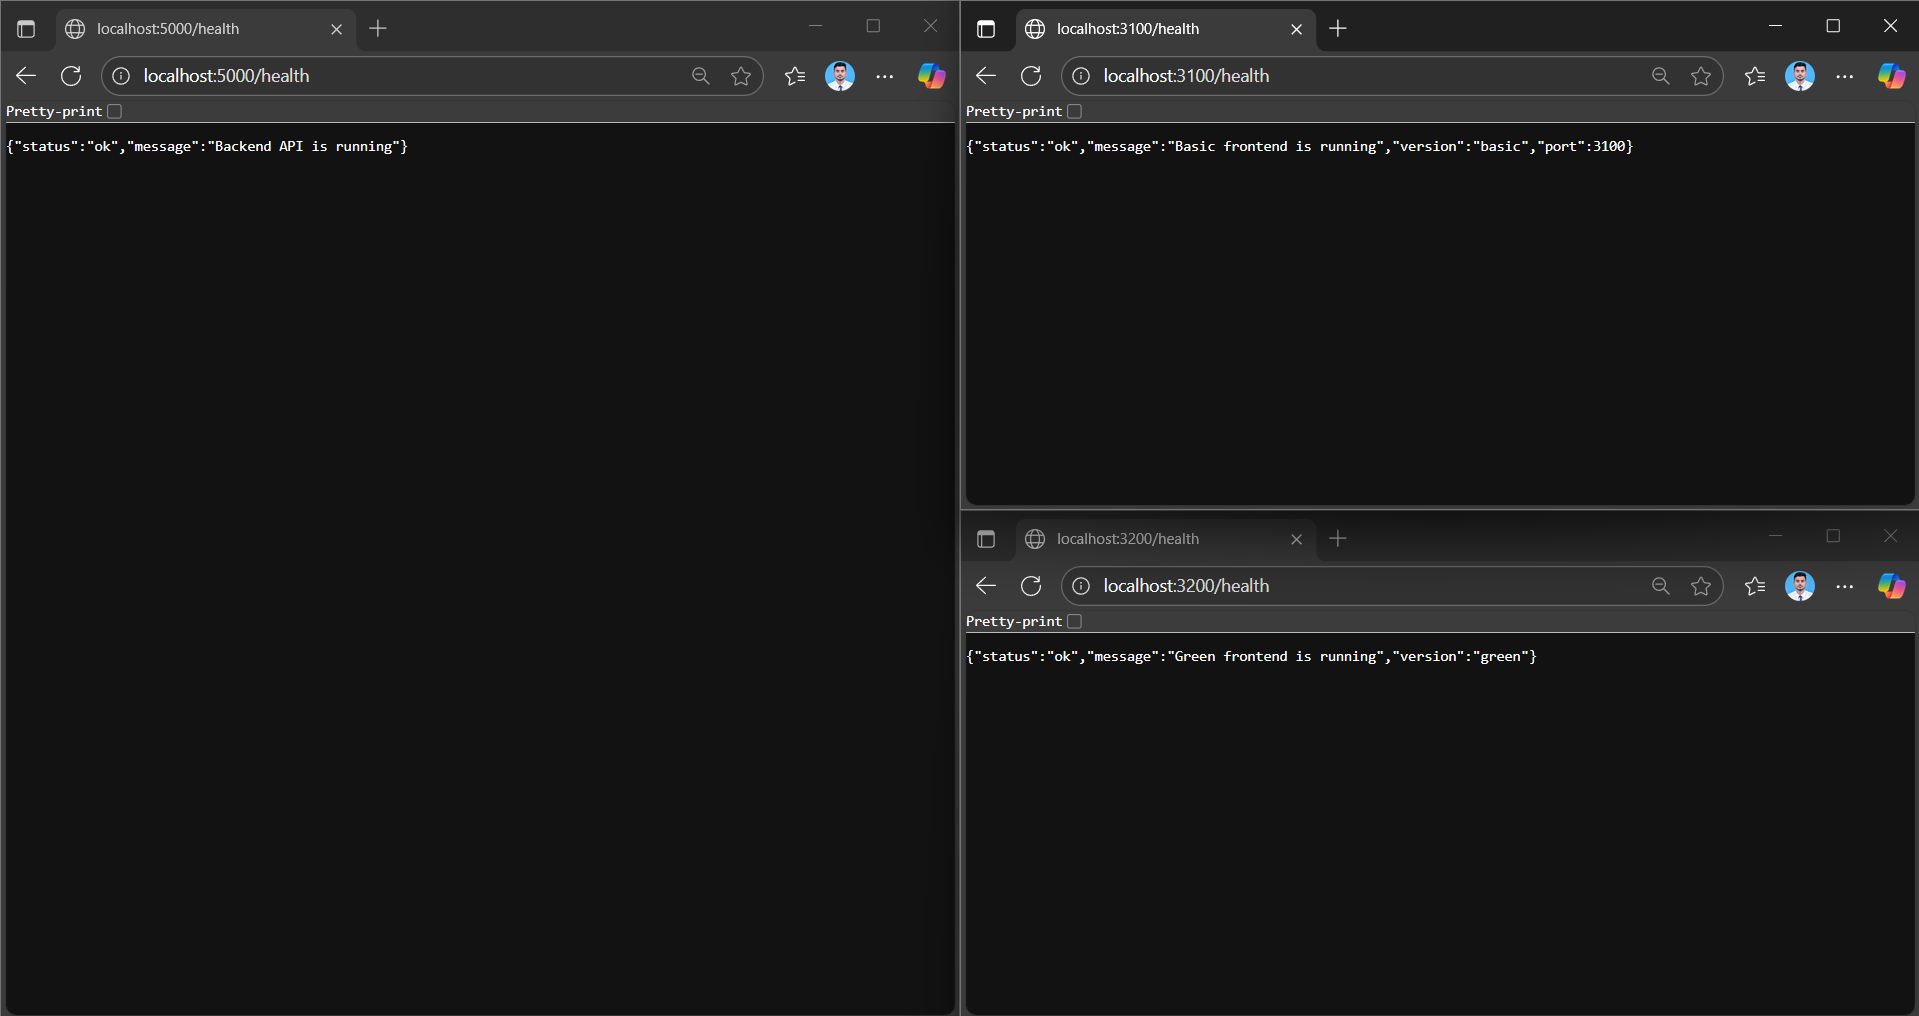 localhost:5000/health
localhost:5000/health
Pretty-print
{"status":"ok","message":"Backend API is running"}
localhost:3100/health
localhost:3100/health
Pretty-print
{"status":"ok","message":"Basic frontend is running","version":"basic","port":3100}
localhost:3200/health
localhost:3200/health
Pretty-print
{"status":"ok","message":"Green frontend is running","version":"green"}